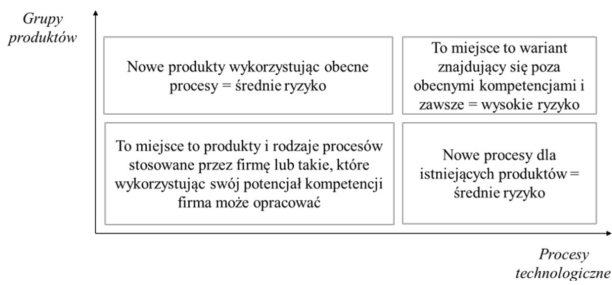 Grupy
produktów
Nowe produkty wykorzystując obecne
procesy = średnie ryzyko
To miejsce to wariant
znajdujący się poza
obecnymi kompetencjami i
zawsze = wysokie ryzyko
To miejsce to produkty i rodzaje procesów
stosowane przez firmę lub takie, które
wykorzystując swój potencjał kompetencji
firma może opracować
Nowe procesy dla
istniejących produktów =
średnie ryzyko
Procesy
technologiczne